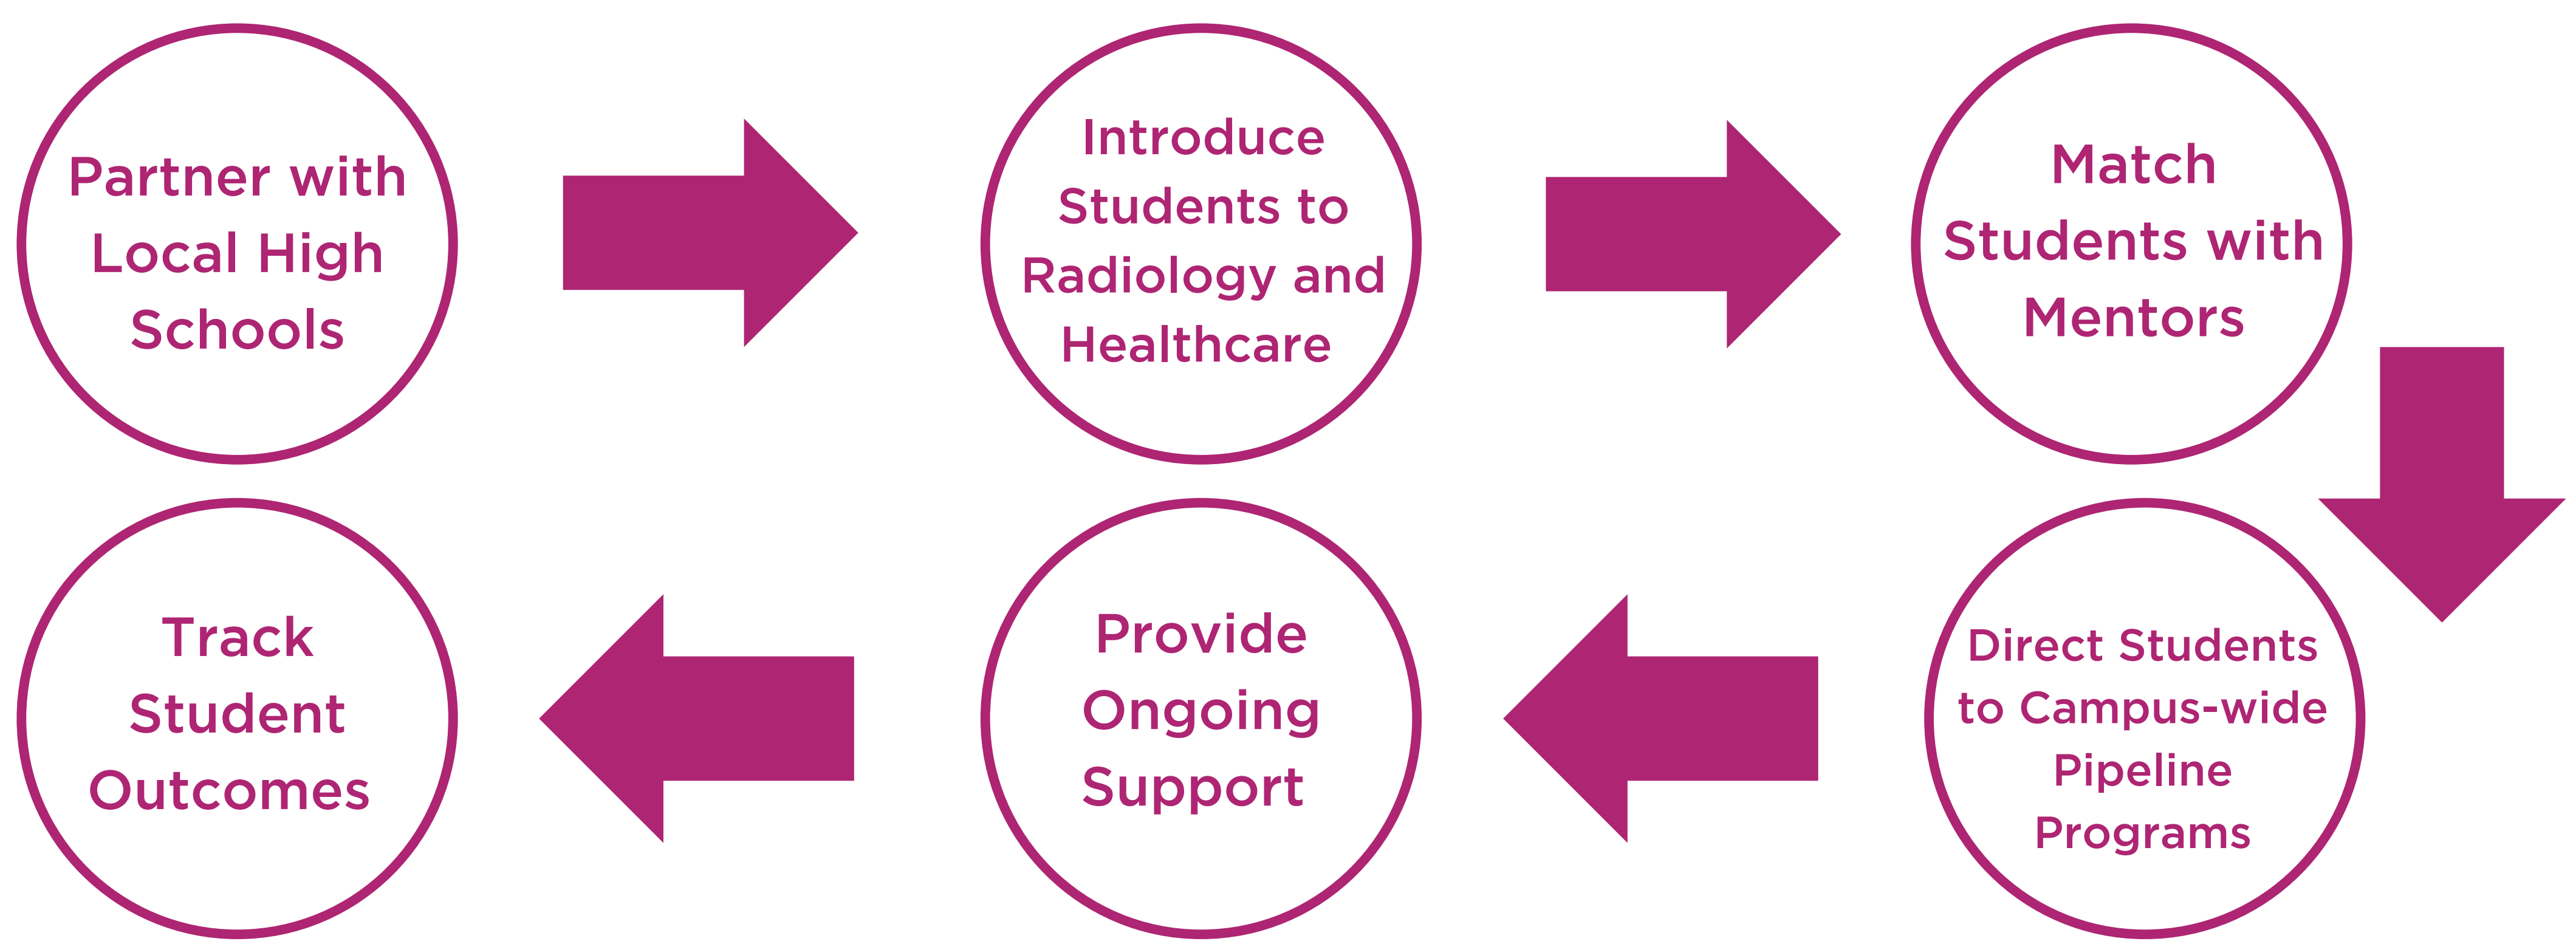 Partner with
Local High
Schools
Introduce
Students to
Radiology and
Healthcare
Match
Students with
Mentors
Direct Students
to Campus-wide
Pipeline
Programs
Provide
Ongoing
Support
Track
Student
Outcomes